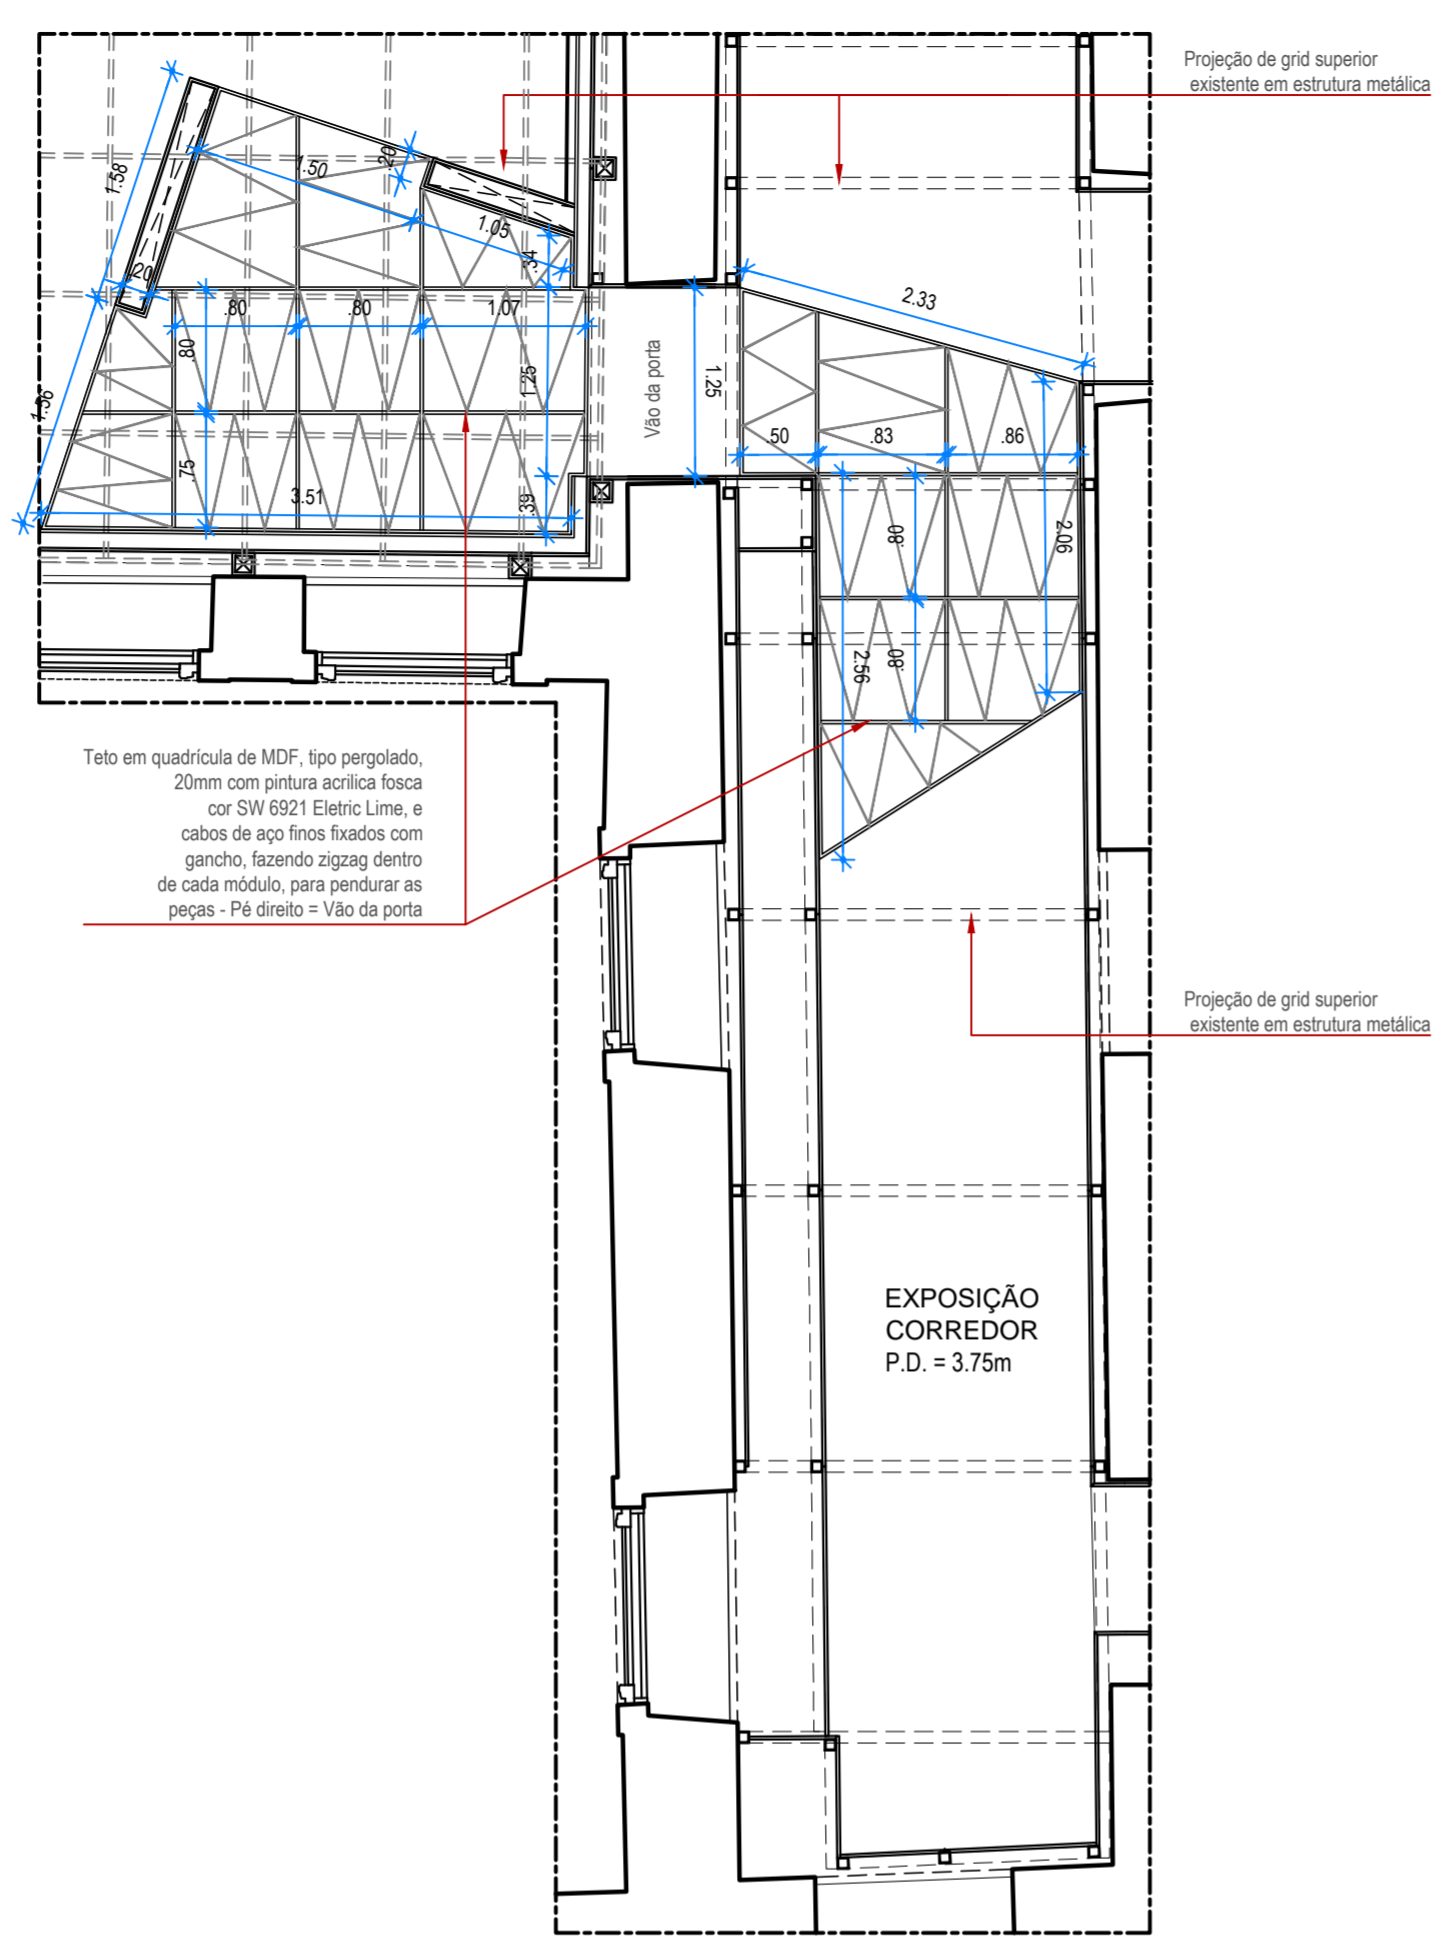 Projeção de grid superior
existente em estrutura metálica
1.58
1.50
.20
1.05
.34
.20
.80
.80
1.07
.80
1.25
1.56
.75
3.51
.39
Vão da porta
1.25
2.33
.50
.83
.86
.80
2.06
.80
2.56
Teto em quadrícula de MDF, tipo pergolado,
20mm com pintura acrilica fosca
cor SW 6921 Eletric Lime, e
cabos de aço finos fixados com
gancho, fazendo zigzag dentro
de cada módulo, para pendurar as
peças - Pé direito = Vão da porta
Projeção de grid superior
existente em estrutura metálica
EXPOSIÇÃO
CORREDOR
P.D. = 3.75m